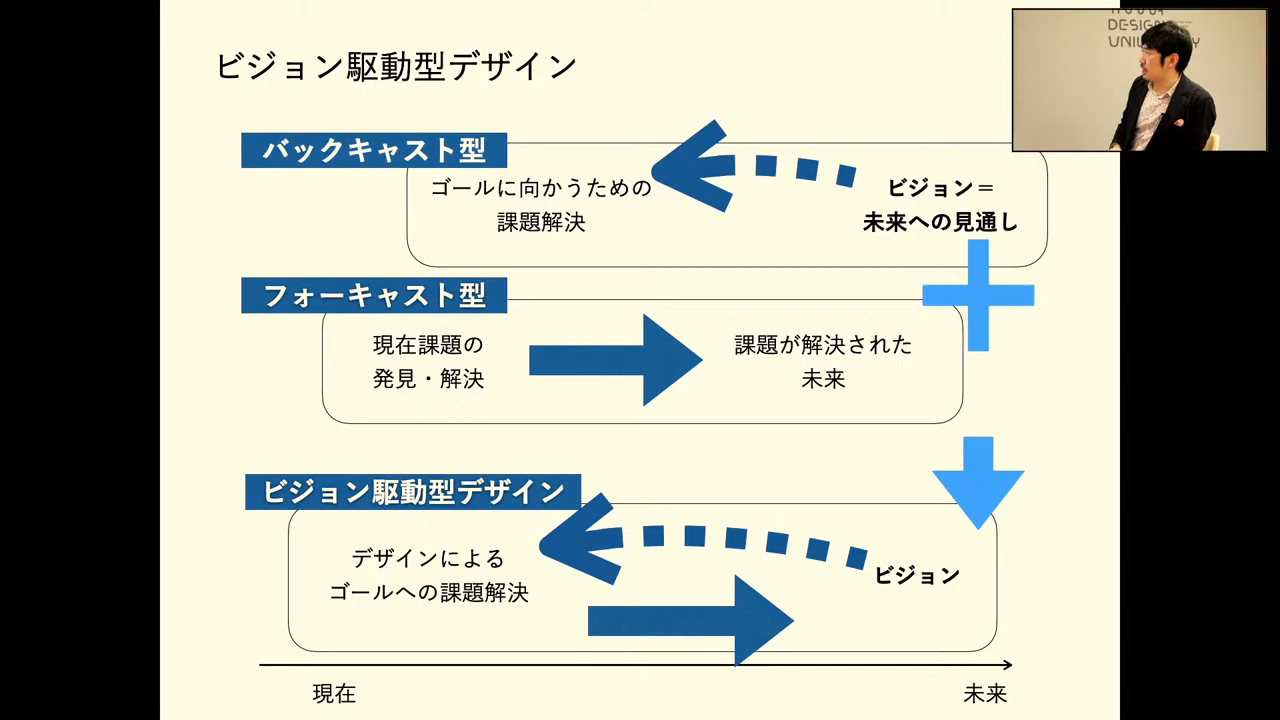 ビジョン駆動型デザイン
バックキャスト型
ゴールに向かうための
課題解決
ビジョン＝
未来への見通し
フォーキャスト型
現在課題の
発見・解決
課題が解決された
未来
ビジョン駆動型デザイン
デザインによる
ゴールへの課題解決
ビジョン
現在
未来
DESIGN